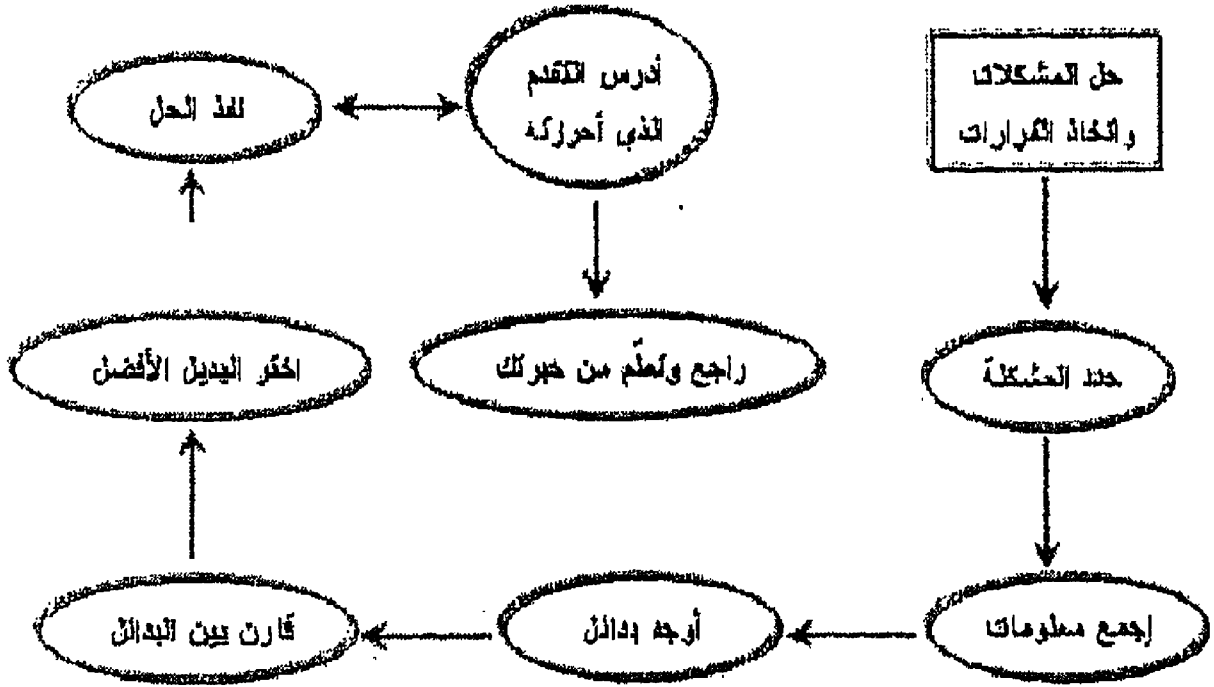 حل المشكلات
واتخاذ القرارات
حدد المشكلة
إجمع معلومات
أوجد بدائل
قارن بين البدائل
اختر البديل الأفضل
نفذ الحل
أدرس التقدم
الذي أحرزته
راجع وتعلّم من خبرتك